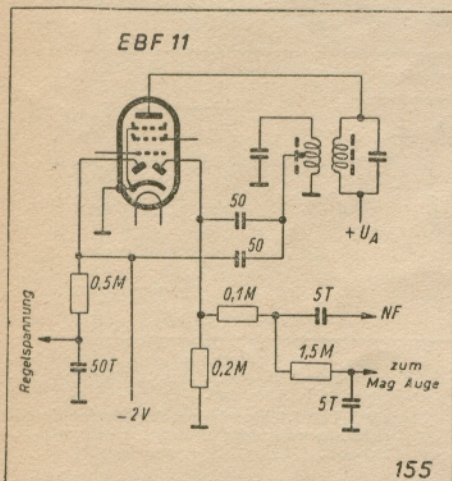 EBF 11
50
50
+ U_A
0,5M
0,1M
5T
NF
Regelspannung
1,5M
50T
0,2M
zum
Mag Auge
5T
-2V
155